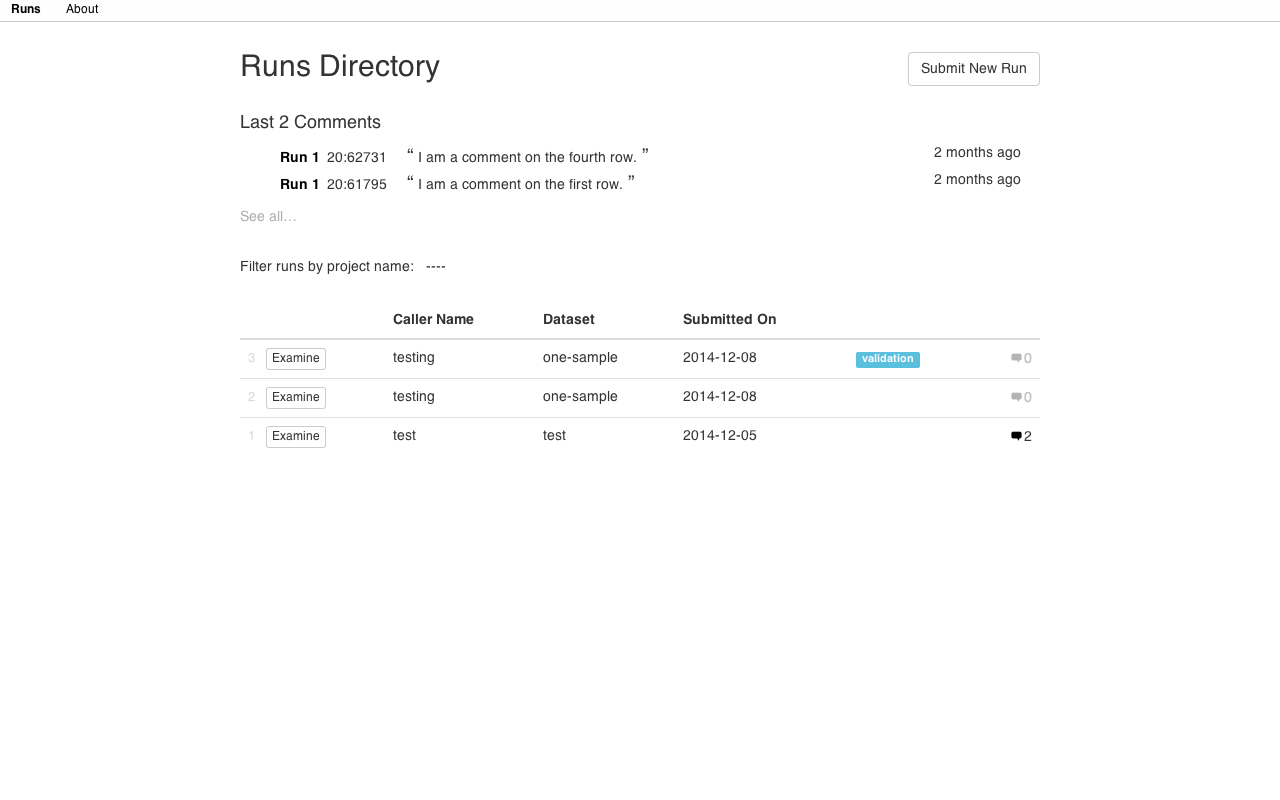 Runs About
Runs Directory
Submit New Run
Last 2 Comments
Run 1 20:62731 “ I am a comment on the fourth row. ” 2 months ago
Run 1 20:61795 “ I am a comment on the first row. ” 2 months ago
See all...
Filter runs by project name: ----
Caller Name Dataset Submitted On
3 Examine testing one-sample 2014-12-08 validation 0
2 Examine testing one-sample 2014-12-08 0
1 Examine test test 2014-12-05 2